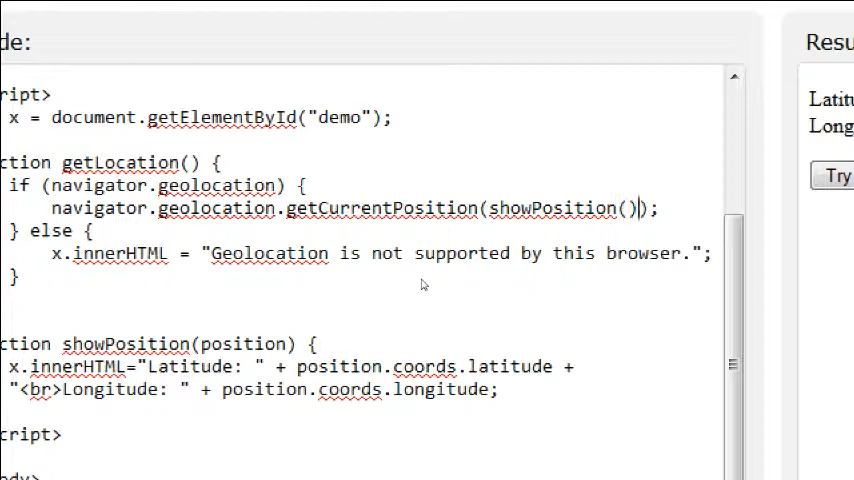 de:
Resu
ript>
x = document.getElementById("demo");
ction getLocation() {
if (navigator.geolocation) {
navigator.geolocation.getCurrentPosition(showPosition());
} else {
x.innerHTML = "Geolocation is not supported by this browser.";
}
ction showPosition(position) {
x.innerHTML="Latitude: " + position.coords.latitude +
"<br>Longitude: " + position.coords.longitude;
cript>
ody>
Latitu
Long
Try